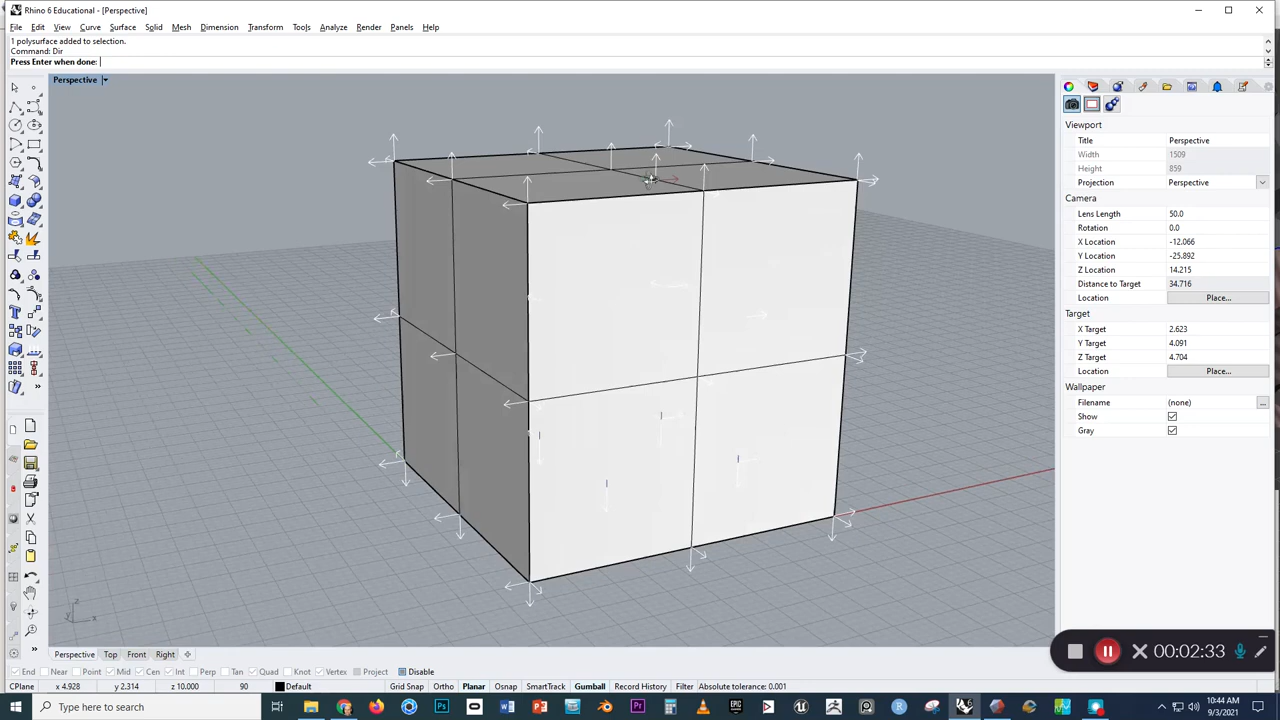 Rhino 6 Educational - [Perspective]
File Edit View Curve Surface Solid Mesh Dimension Transform Tools Analyze Render Panels Help
1 polysurface added to selection.
Command: Dir
Press Enter when done:
Perspective
Viewport
Title Perspective
Width 1509
Height 859
Projection Perspective
Camera
Lens Length 50.0
Rotation 0.0
X Location -12.066
Y Location -25.892
Z Location 14.215
Distance to Target 34.716
Location Place...
Target
X Target 2.623
Y Target 4.091
Z Target 4.704
Location Place...
Wallpaper
Filename (none) ...
Show
Gray
z
y x
Perspective Top Front Right
End Near Point Mid Cen Int Perp Tan Quad Knot Vertex Project Disable
00:02:33
CPlane x 4.928 y 2.314 z 10.000 90 Default Grid Snap Ortho Planar Osnap SmartTrack Gumball Record History Filter Absolute tolerance: 0.001
Type here to search
10:44 AM
9/3/2021